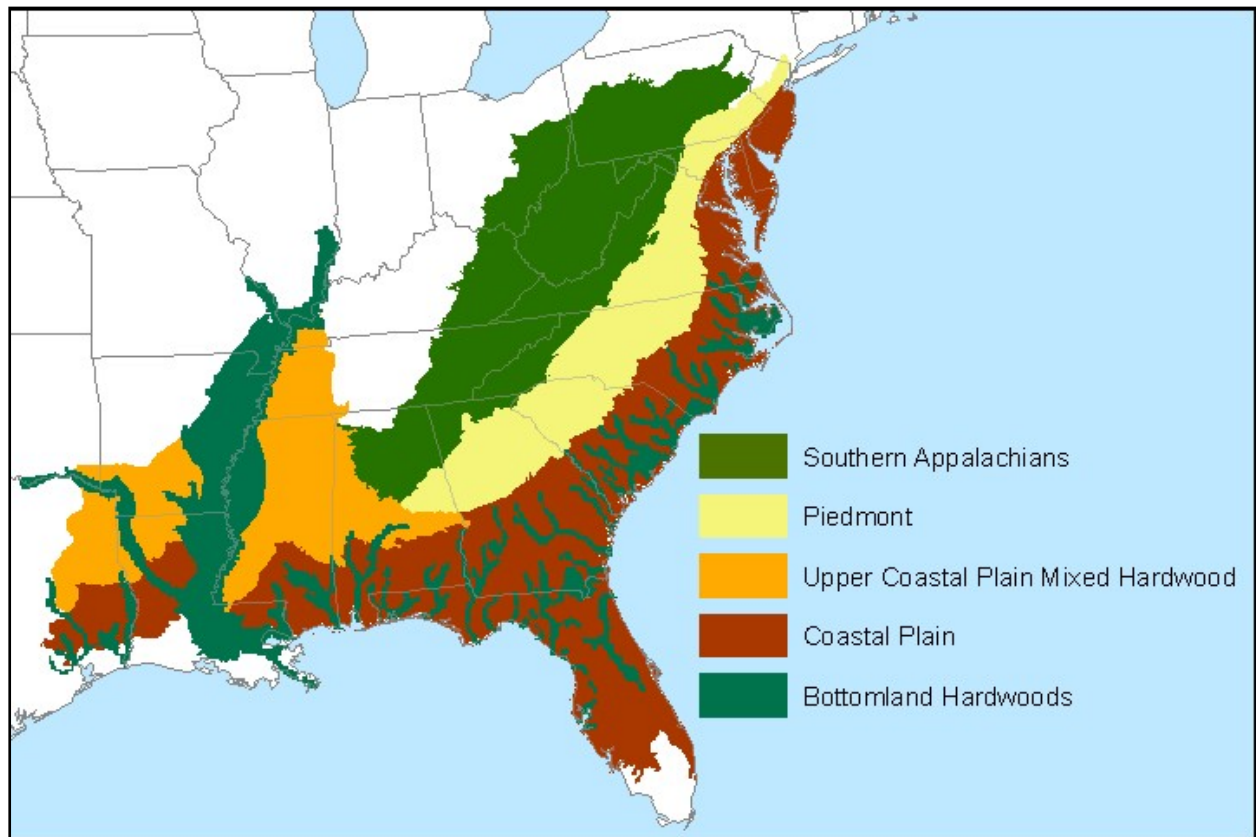 Southern Appalachians
Piedmont
Upper Coastal Plain Mixed Hardwood
Coastal Plain
Bottomland Hardwoods